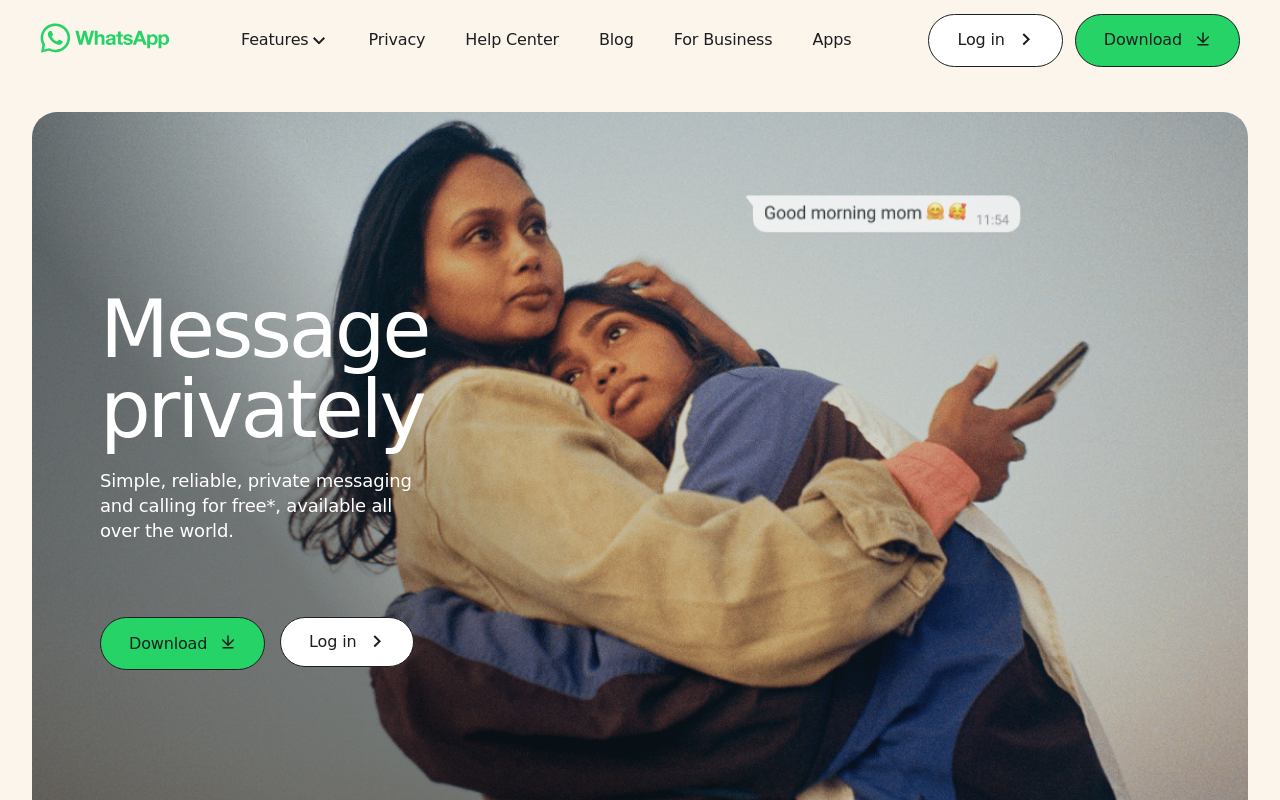 WhatsApp
Features
Privacy
Help Center
Blog
For Business
Apps
Log in
Download
Good morning mom 🤗 🥰 11:54
Message
privately
Simple, reliable, private messaging
and calling for free*, available all
over the world.
Download
Log in